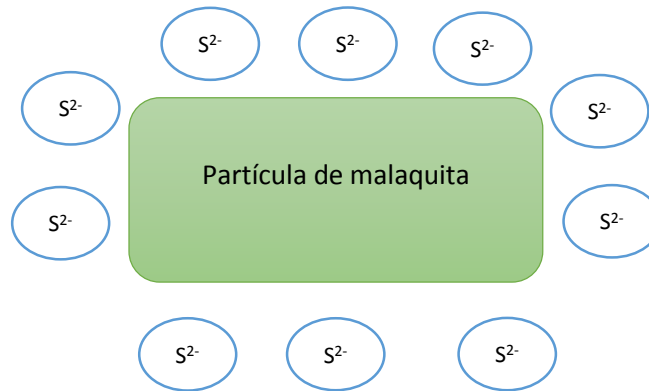 S²⁻ S²⁻ S²⁻
S²⁻ S²⁻
Partícula de malaquita
S²⁻ S²⁻
S²⁻ S²⁻ S²⁻